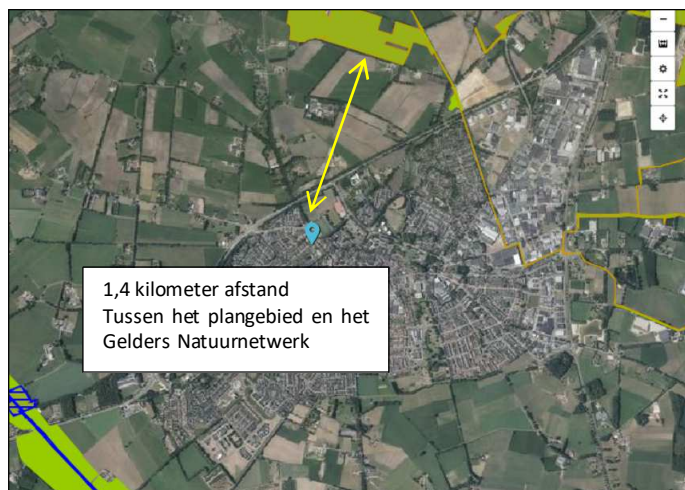 1,4 kilometer afstand
Tussen het plangebied en het
Gelders Natuurnetwerk